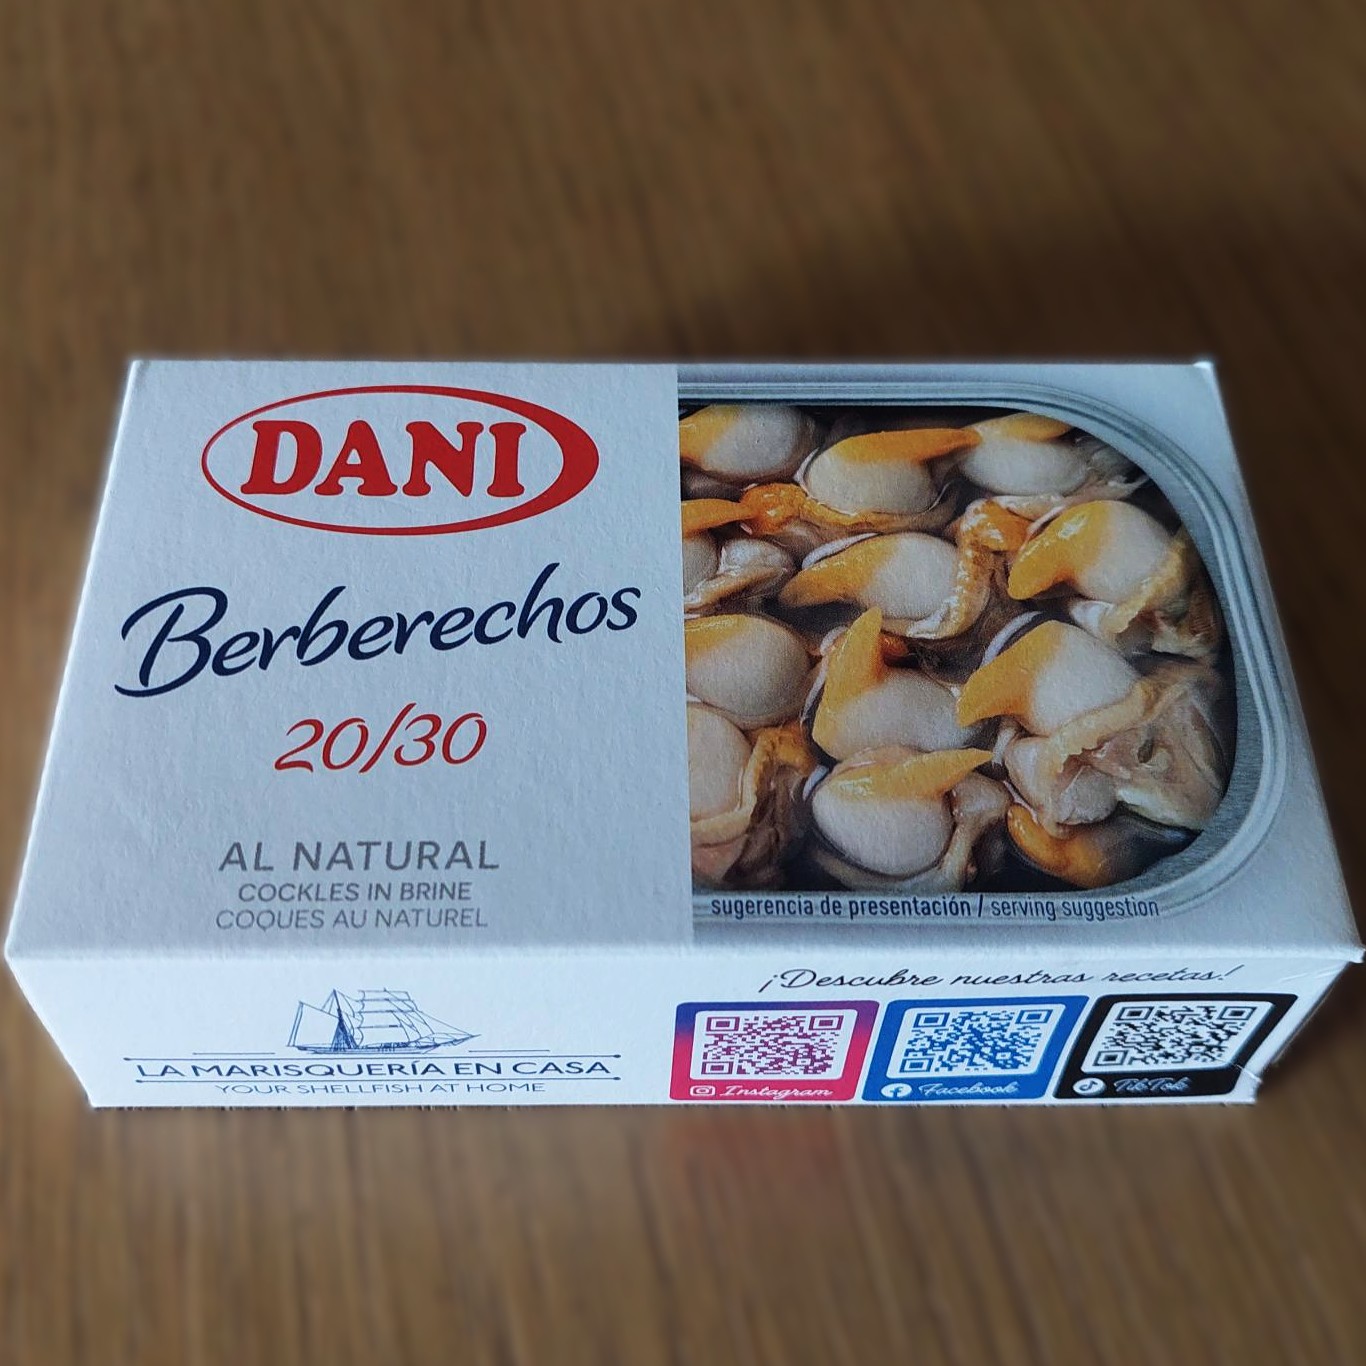 DANI
Berberechos
20/30
AL NATURAL
COCKLES IN BRINE
COQUES AU NATUREL
sugerencia de presentación / serving suggestion
LA MARISQUERÍA EN CASA
YOUR SHELLFISH AT HOME
¡Descubre nuestras recetas!
Instagram
Facebook
TikTok